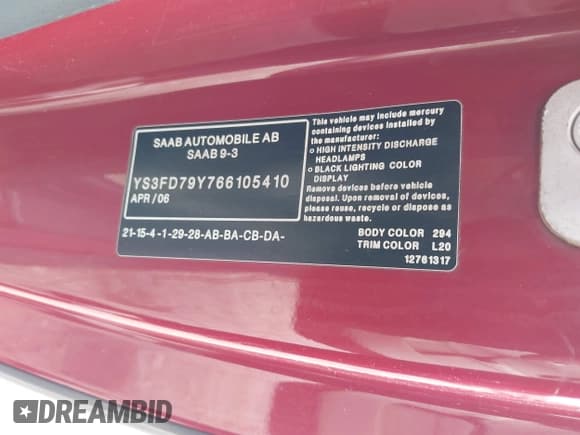 SAAB AUTOMOBILE AB
SAAB 9-3
YS3FD79Y766105410
APR / 06
21-15-4 -1-29-28-AB-BA-CB-DA-
This vehicle may include mercury
containing devices installed by
the manufacturer:
○ HIGH INTENSITY DISCHARGE
HEADLAMPS
○ BLACK LIGHTING COLOR
DISPLAY
Remove devices before vehicle
disposal. Upon removal of devices
please reuse, recycle or dispose as
hazardous waste.
BODY COLOR 294
TRIM COLOR L20
12761317
DREAMBID